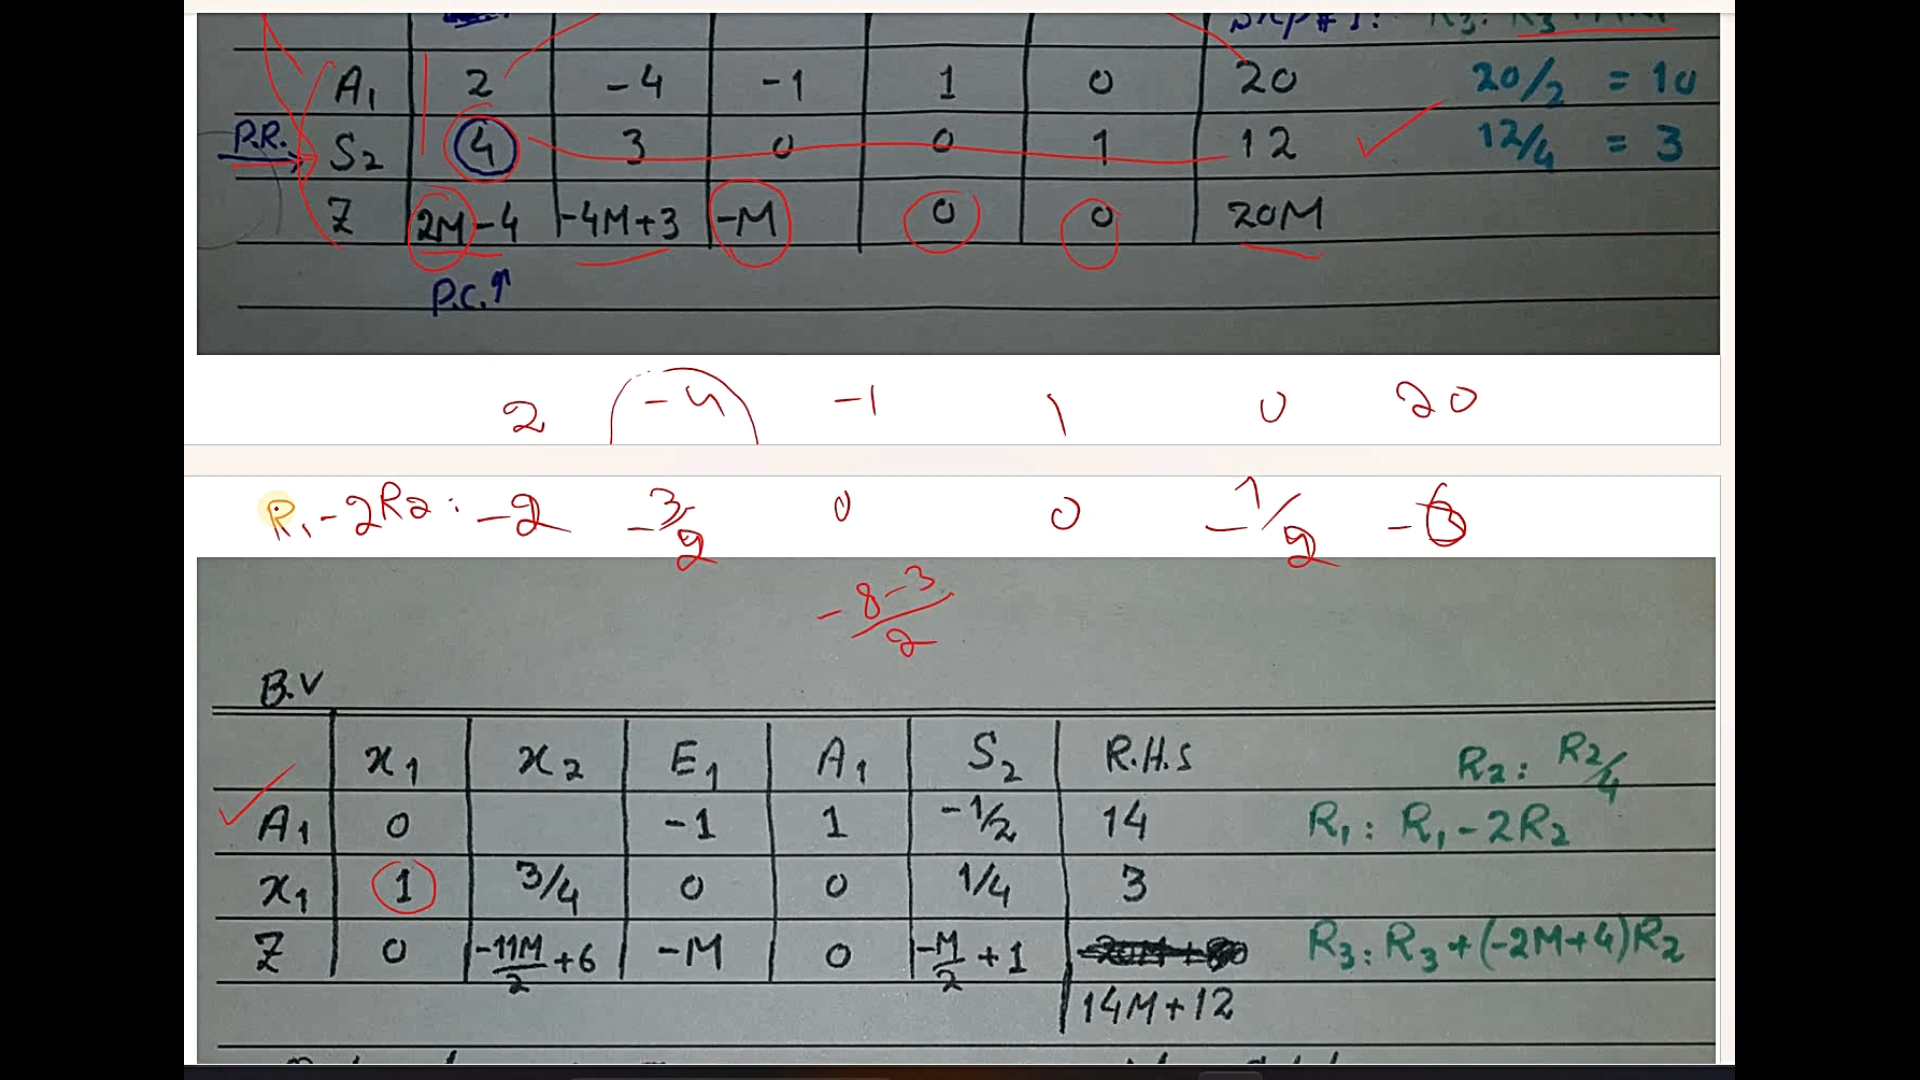 A1 2 -4 -1 1 0 20 20/2 = 10
P.R. S2 4 3 0 0 1 12 12/4 = 3
Z 2M-4 -4M+3 -M 0 0 20M
P.C.↑
2 -4 -1 1 0 20
R1-2R2: -2 -3/2 0 0 -1/2 -6
-8-3/2
B.V
x1 x2 E1 A1 S2 R.H.S R2: R2/4
A1 0 -1 1 -1/2 14 R1: R1-2R2
x1 1 3/4 0 0 1/4 3
Z 0 -11M/2+6 -M 0 -M/2+1 R3: R3+(-2M+4)R2
14M+12